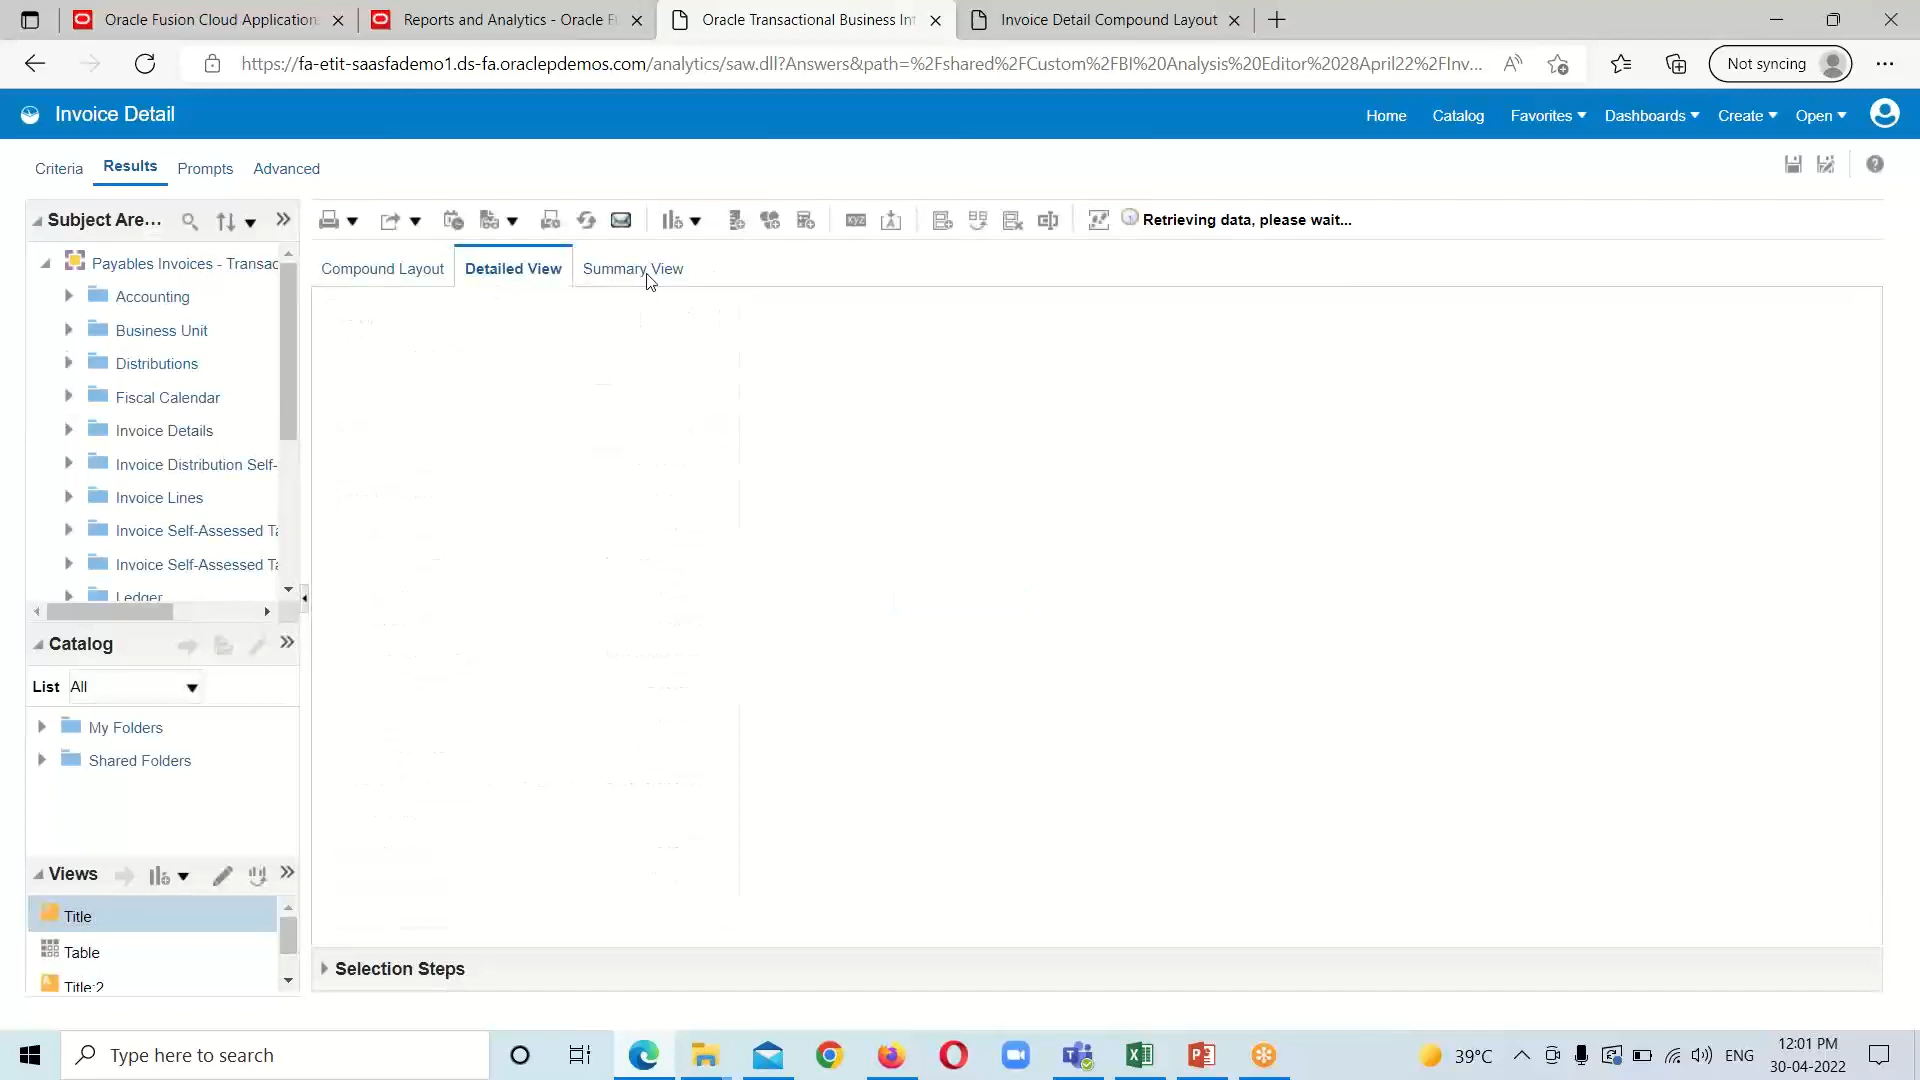 Oracle Fusion Cloud Application
Reports and Analytics - Oracle F
Oracle Transactional Business Int
Invoice Detail Compound Layout
https://fa-etit-saasfademo1.ds-fa.oraclepdemos.com/analytics/saw.dll?Answers&path=%2Fshared%2FCustom%2FBI%20Analysis%20Editor%2028April22%2FInv...
Not syncing
Invoice Detail
Home
Catalog
Favorites
Dashboards
Create
Open
Criteria
Results
Prompts
Advanced
Subject Are...
Retrieving data, please wait...
Compound Layout
Detailed View
Summary View
Payables Invoices - Transac
Accounting
Business Unit
Distributions
Fiscal Calendar
Invoice Details
Invoice Distribution Self-
Invoice Lines
Invoice Self-Assessed Ta
Invoice Self-Assessed Ta
Ledger
Catalog
List All
My Folders
Shared Folders
Views
Title
Table
Title:2
Selection Steps
Type here to search
39°C
ENG
12:01 PM
30-04-2022